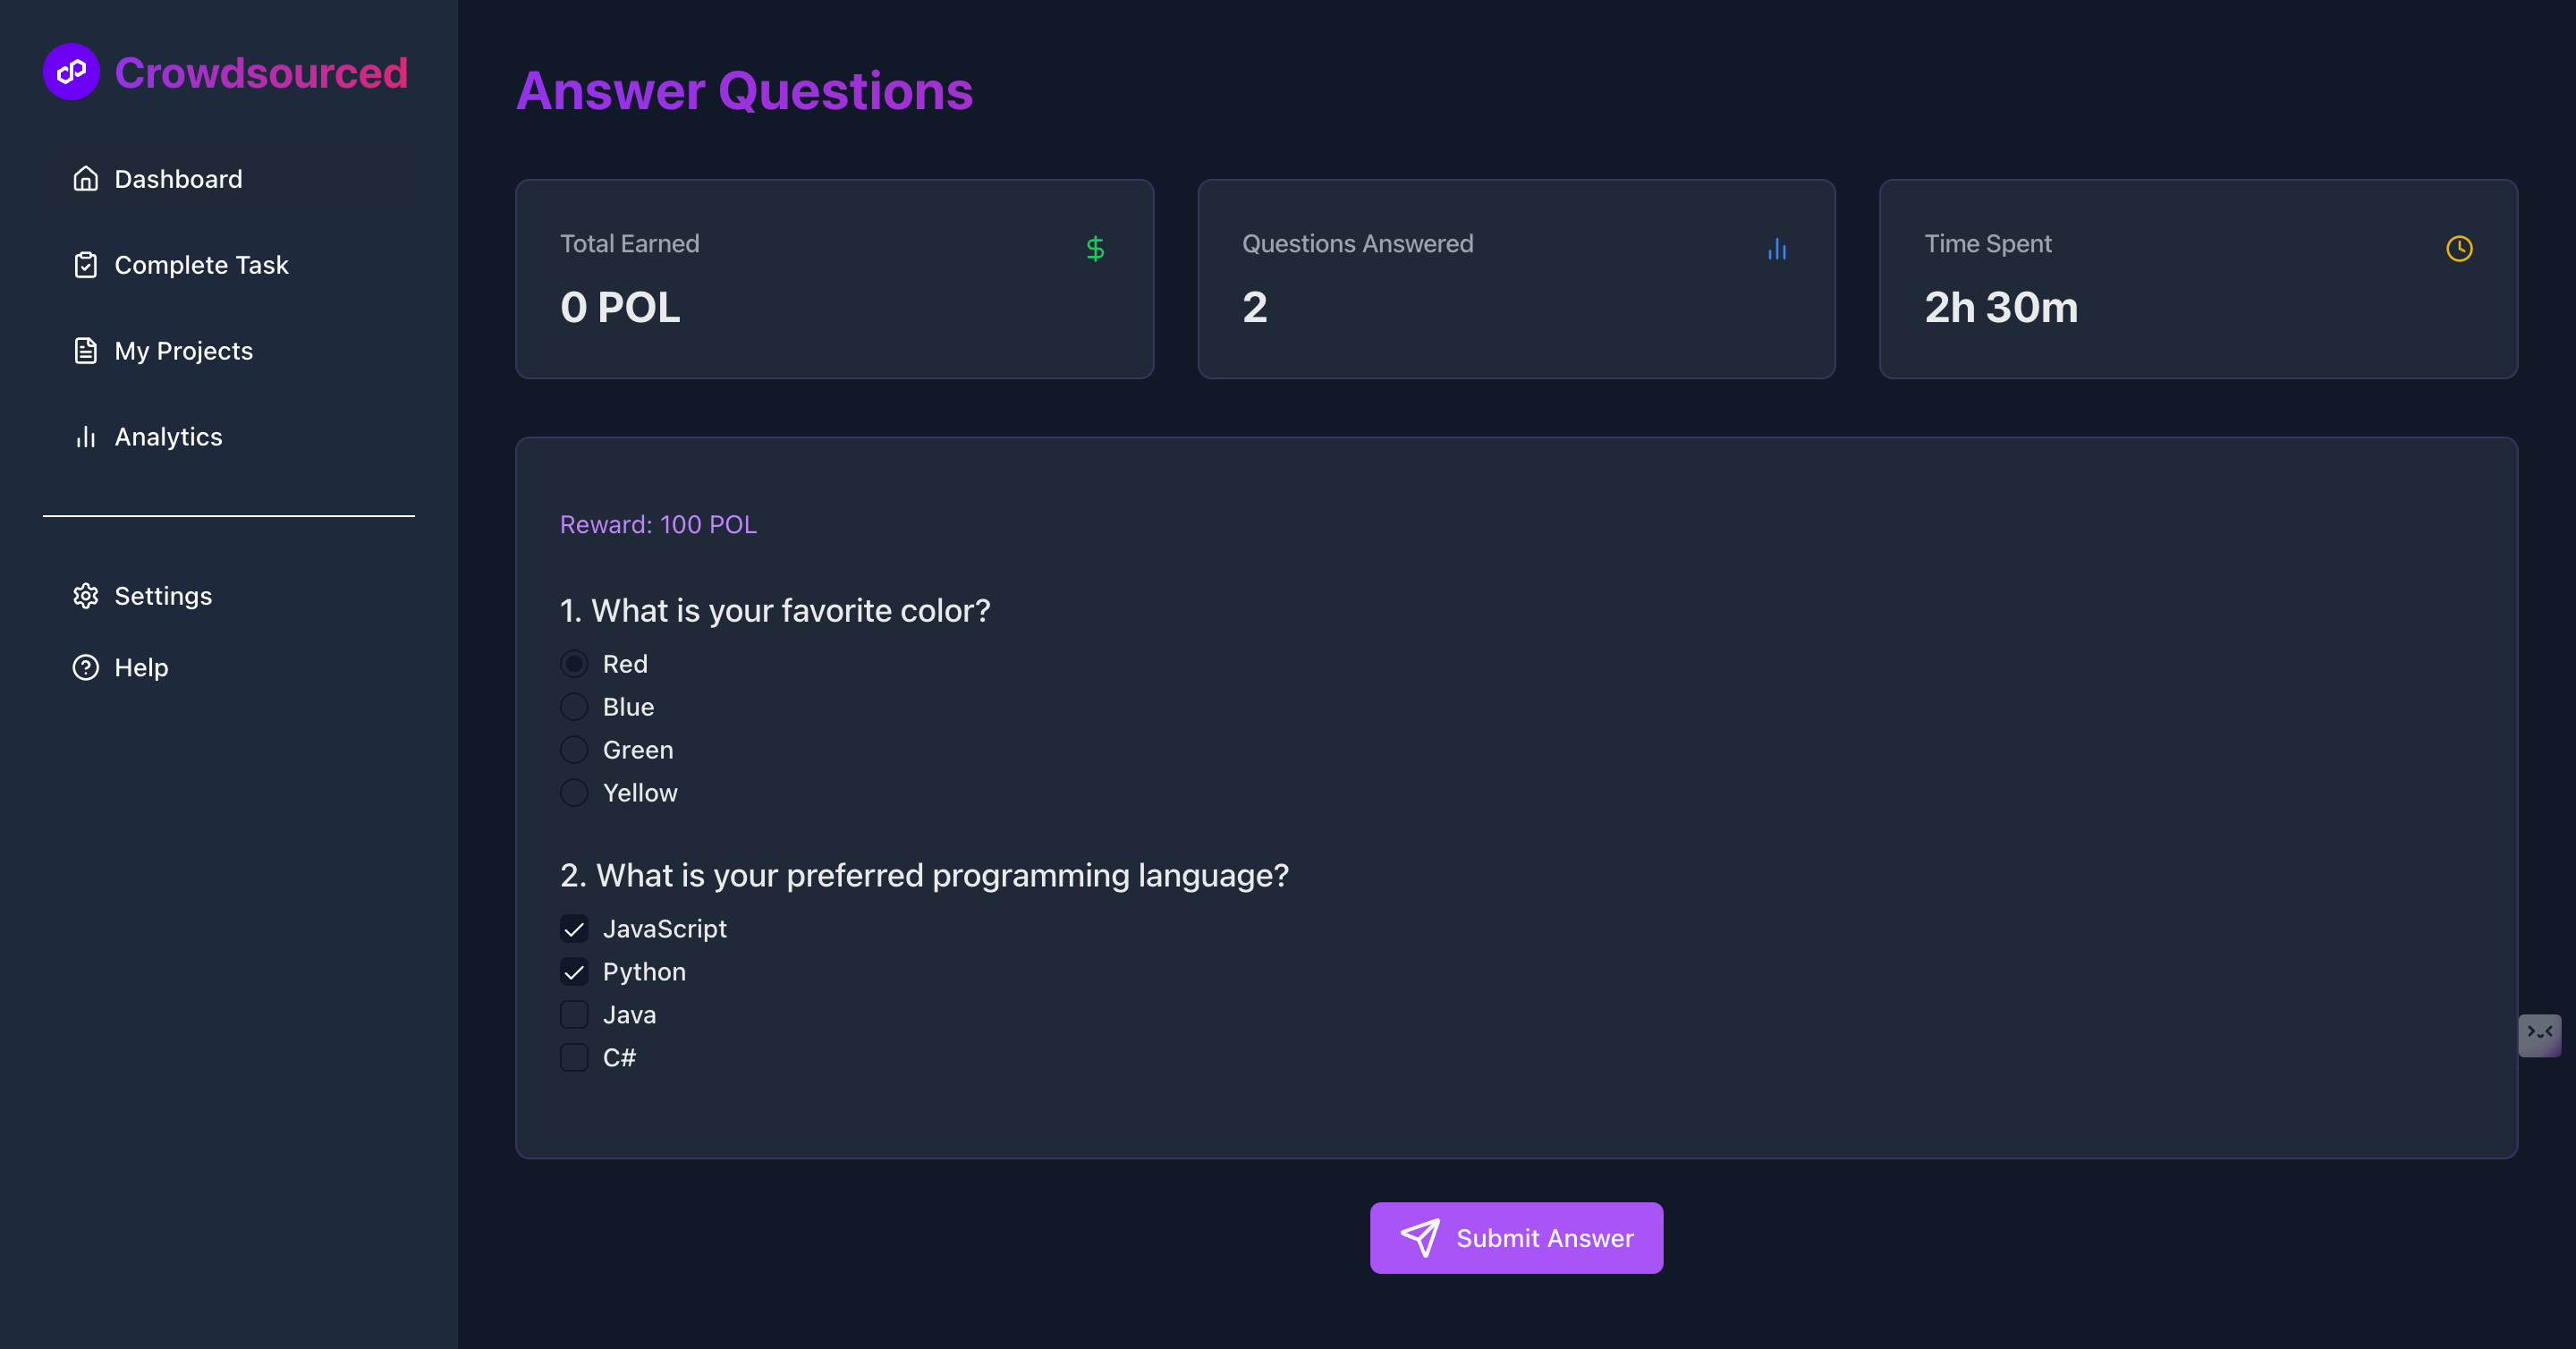 Crowdsourced
Dashboard
Complete Task
My Projects
Analytics
Settings
Help
Answer Questions
Total Earned
0 POL
Questions Answered
2
Time Spent
2h 30m
Reward: 100 POL
1. What is your favorite color?
Red
Blue
Green
Yellow
2. What is your preferred programming language?
JavaScript
Python
Java
C#
Submit Answer